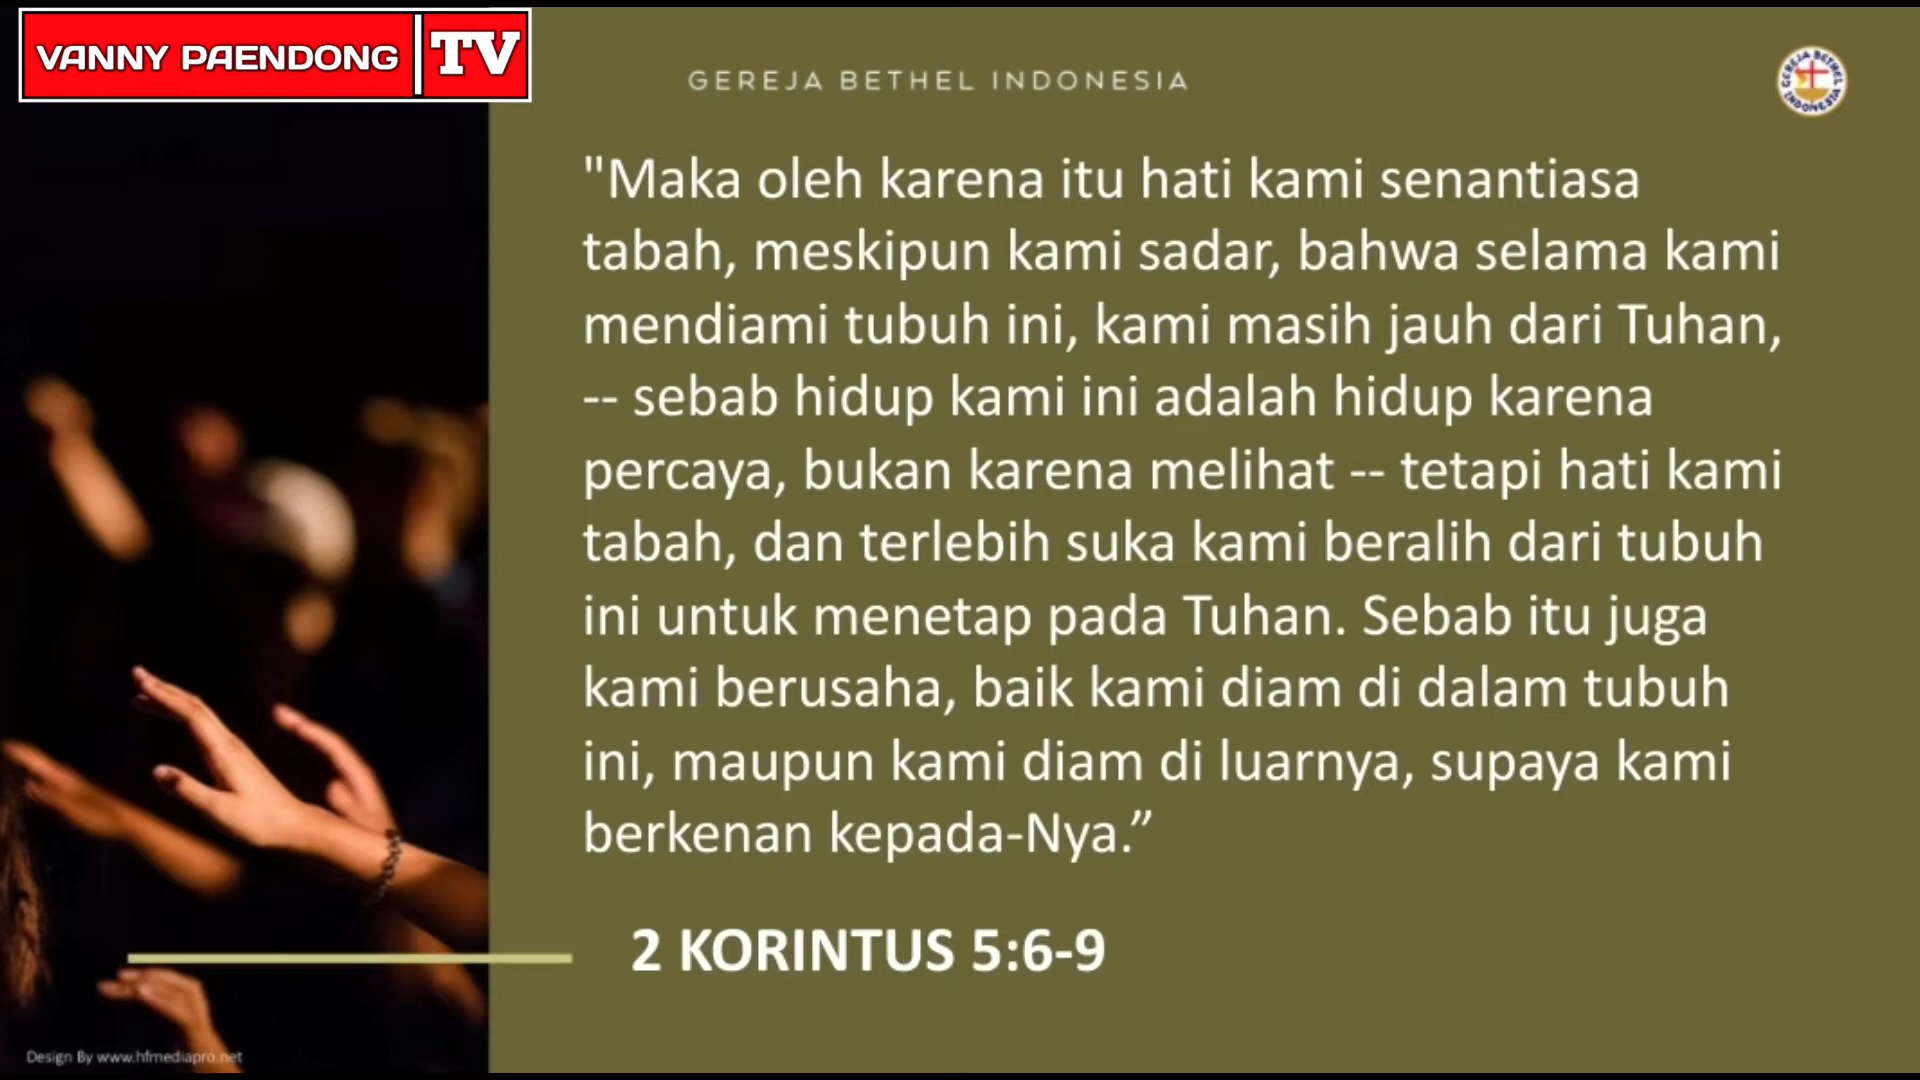 VANNY PAENDONG TV
GEREJA BETHEL INDONESIA
GEREJA BETHEL INDONESIA
"Maka oleh karena itu hati kami senantiasa
tabah, meskipun kami sadar, bahwa selama kami
mendiami tubuh ini, kami masih jauh dari Tuhan,
-- sebab hidup kami ini adalah hidup karena
percaya, bukan karena melihat -- tetapi hati kami
tabah, dan terlebih suka kami beralih dari tubuh
ini untuk menetap pada Tuhan. Sebab itu juga
kami berusaha, baik kami diam di dalam tubuh
ini, maupun kami diam di luarnya, supaya kami
berkenan kepada-Nya.”
2 KORINTUS 5:6-9
Design By www.hfmediapro.net